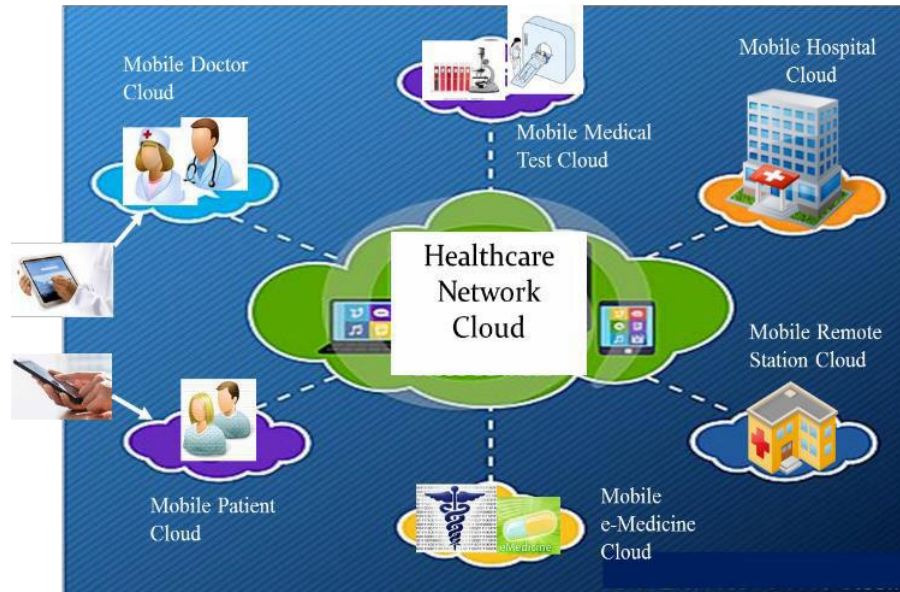 Mobile Doctor
Cloud
Mobile Medical
Test Cloud
Mobile Hospital
Cloud
Healthcare
Network
Cloud
Mobile Remote
Station Cloud
Mobile Patient
Cloud
eMedicine
Mobile
e-Medicine
Cloud